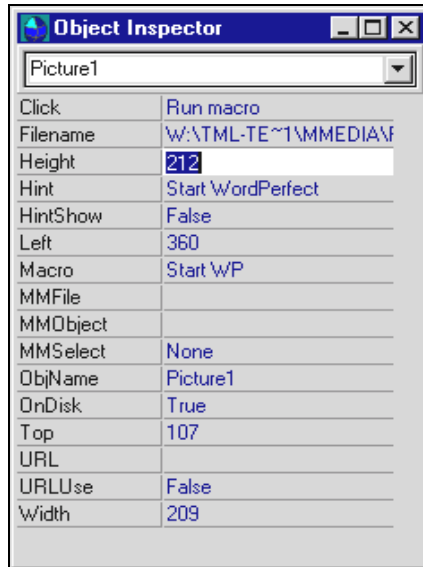 Object Inspector
Picture1
Click Run macro
Filename W:\TML-TE~1\MMEDIA\
Height 212
Hint Start WordPerfect
HintShow False
Left 360
Macro Start WP
MMFile
MMObject
MMSelect None
ObjName Picture1
OnDisk True
Top 107
URL
URLUse False
Width 209